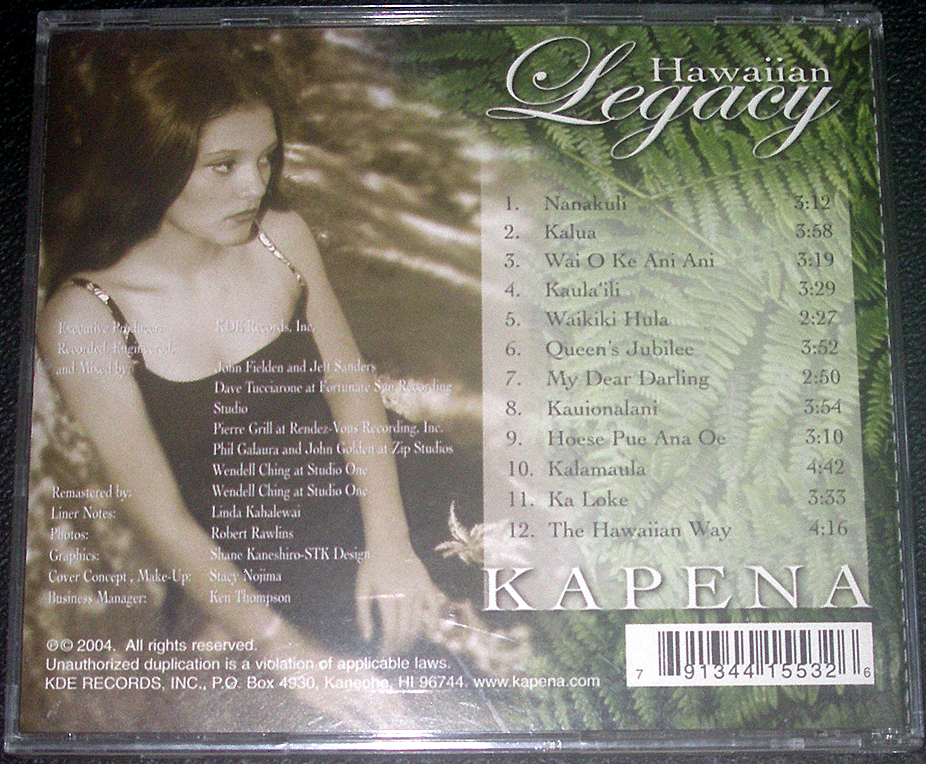 Hawaiian
Legacy
1. Nanakuli 3:12
2. Kalua 3:58
3. Wai O Ke Ani Ani 3:19
4. Kaula'ili 3:29
5. Waikiki Hula 2:27
6. Queen's Jubilee 3:52
7. My Dear Darling 2:50
8. Kauionalani 3:54
9. Hoese Pue Ana Oe 3:10
10. Kalamaula 4:42
11. Ka Loke 3:33
12. The Hawaiian Way 4:16
KAPENA
Executive Producer: KDE Records, Inc.
Recorded, Engineered,
and Mixed by: John Fielden and Jeff Sanders
Dave Tucciarone at Fortunate Sun Recording
Studio
Pierre Grill at Rendez-Vous Recording, Inc.
Phil Galaura and John Golden at Zip Studios
Wendell Ching at Studio One
Remastered by: Wendell Ching at Studio One
Liner Notes: Linda Kahalewai
Photos: Robert Rawlins
Graphics: Shane Kaneshiro-STK Design
Cover Concept , Make-Up: Stacy Nojima
Business Manager: Ken Thompson
℗© 2004. All rights reserved.
Unauthorized duplication is a violation of applicable laws.
KDE RECORDS, INC., P.O. Box 4930, Kaneohe, HI 96744. www.kapena.com
7 91344 15532 6